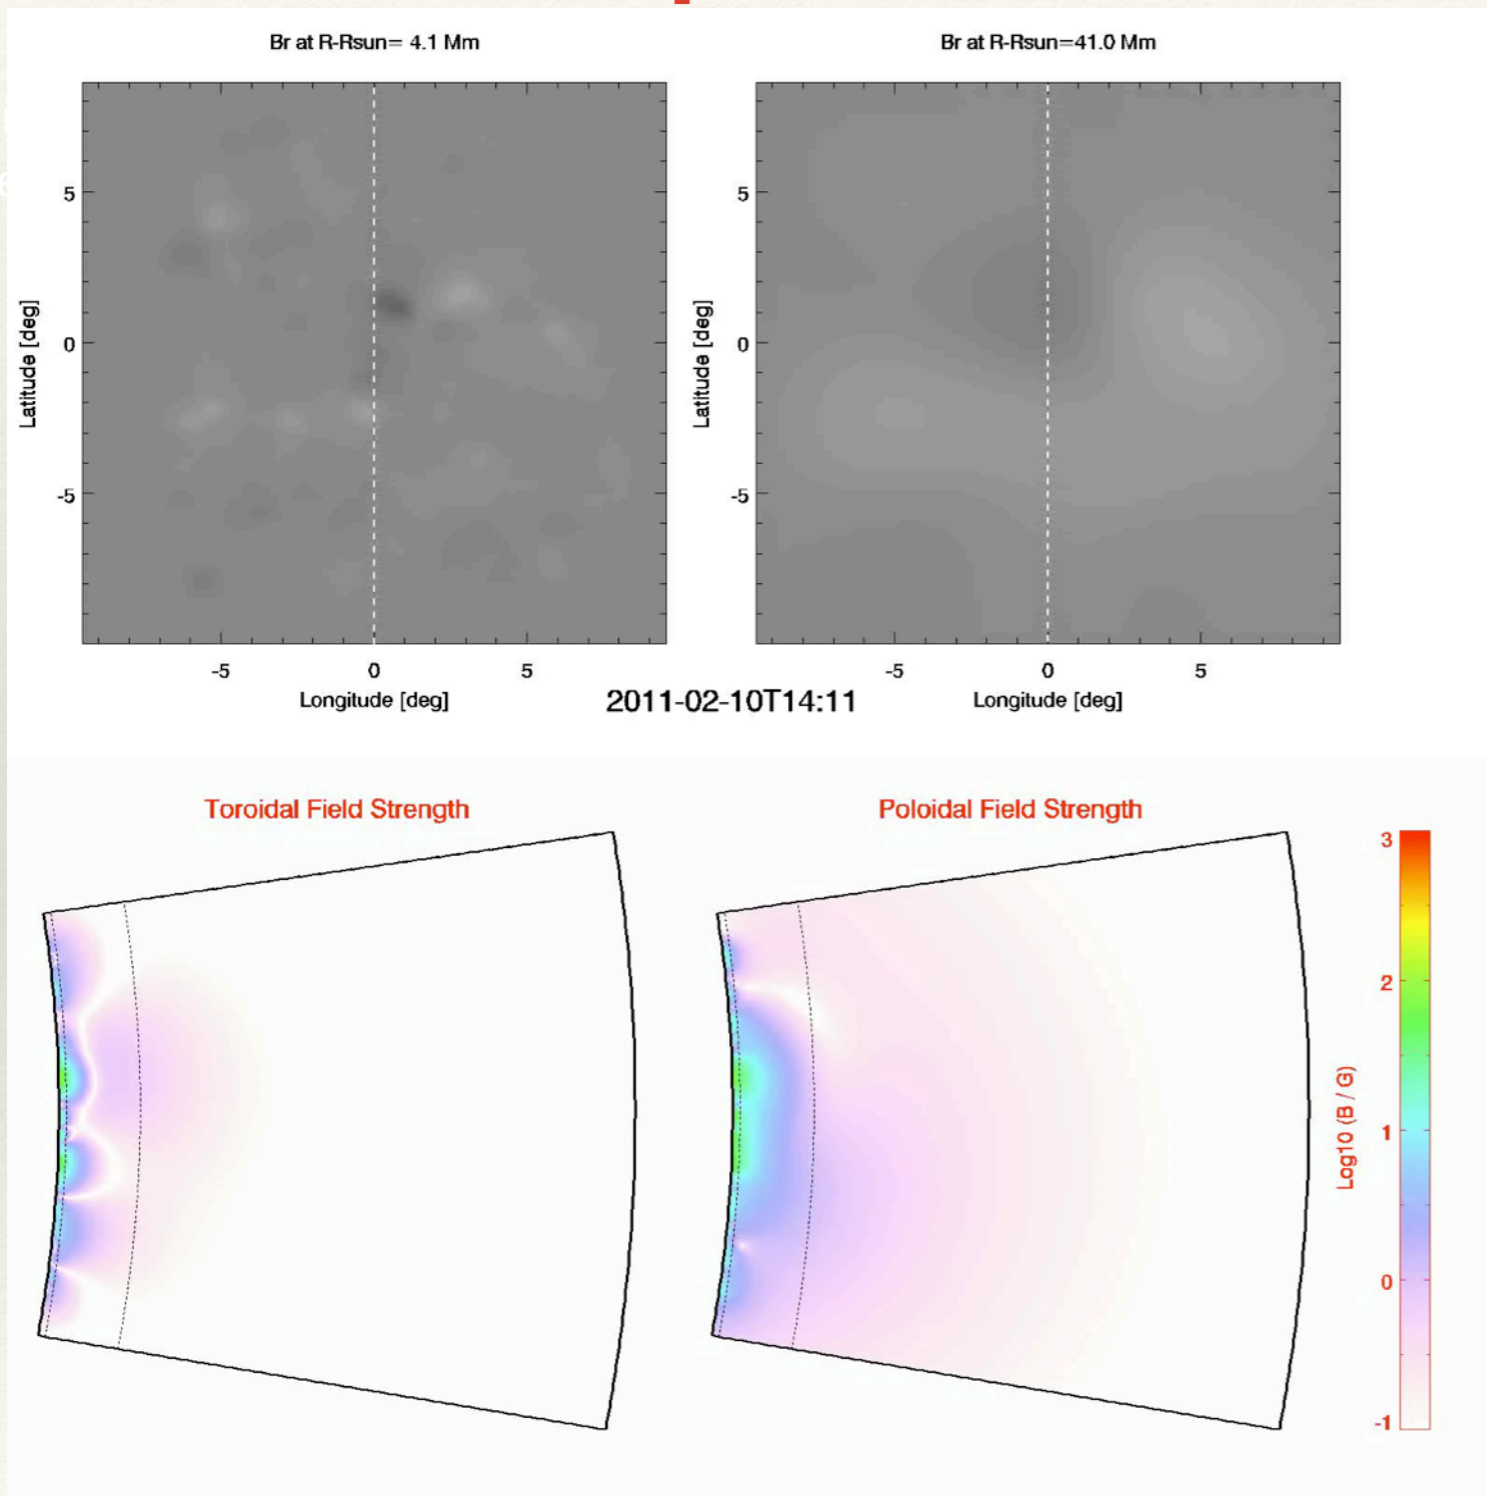 Br at R-Rsun= 4.1 Mm
Br at R-Rsun=41.0 Mm
5
0
-5
Latitude [deg]
-5
0
5
Longitude [deg]
5
0
-5
Latitude [deg]
-5
0
5
Longitude [deg]
2011-02-10T14:11
Toroidal Field Strength
Poloidal Field Strength
3
2
1
0
-1
Log10 (B / G)